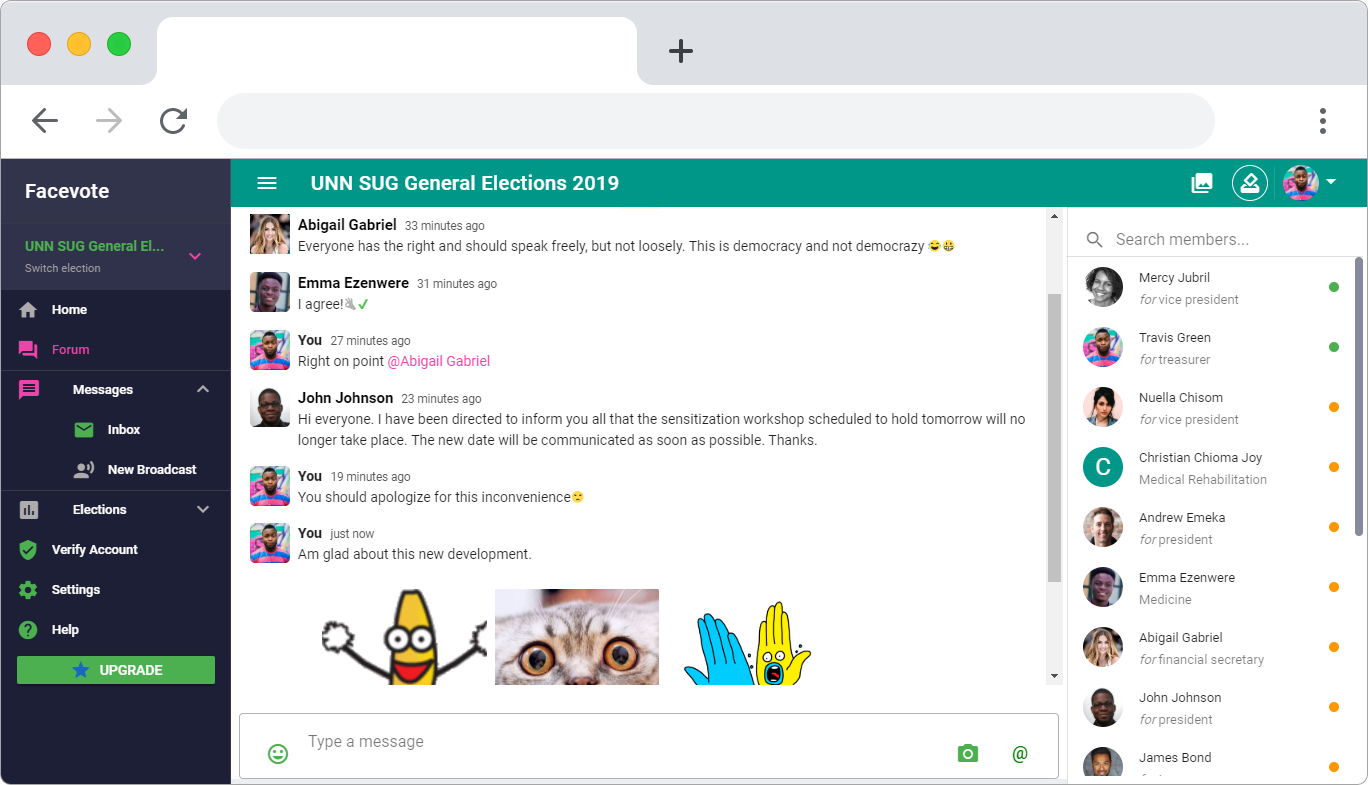 Facevote
UNN SUG General El...
Switch election
Home
Forum
Messages
Inbox
New Broadcast
Elections
Verify Account
Settings
Help
UPGRADE
UNN SUG General Elections 2019
Abigail Gabriel 33 minutes ago
Everyone has the right and should speak freely, but not loosely. This is democracy and not democrazy 😂😁
Emma Ezenwere 31 minutes ago
I agree!
You 27 minutes ago
Right on point @Abigail Gabriel
John Johnson 23 minutes ago
Hi everyone. I have been directed to inform you all that the sensitization workshop scheduled to hold tomorrow will no
longer take place. The new date will be communicated as soon as possible. Thanks.
You 19 minutes ago
You should apologize for this inconvenience
You just now
Am glad about this new development.
Type a message
@
Search members...
Mercy Jubril
for vice president
Travis Green
for treasurer
Nuella Chisom
for vice president
C
Christian Chioma Joy
Medical Rehabilitation
Andrew Emeka
for president
Emma Ezenwere
Medicine
Abigail Gabriel
for financial secretary
John Johnson
for president
James Bond